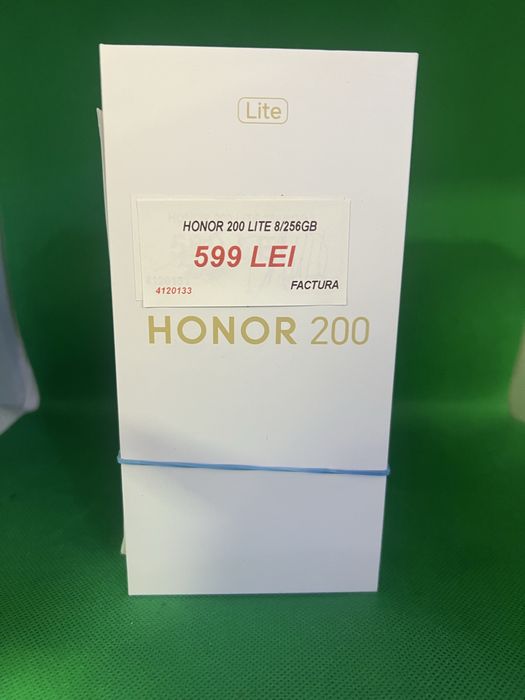 Lite
HONOR 200 LITE 8/256GB
599 LEI
4120133 FACTURA
HONOR 200